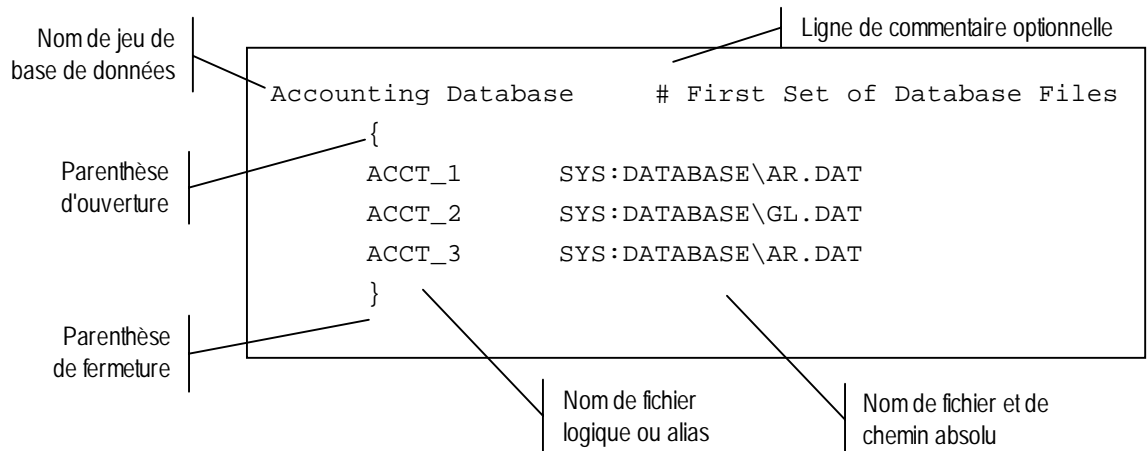 Nom de jeu de
base de données
Ligne de commentaire optionnelle
Accounting Database # First Set of Database Files
{
Parenthèse
d'ouverture
ACCT_1 SYS:DATABASE\AR.DAT
ACCT_2 SYS:DATABASE\GL.DAT
ACCT_3 SYS:DATABASE\AR.DAT
}
Parenthèse
de fermeture
Nom de fichier
logique ou alias
Nom de fichier et de
chemin absolu